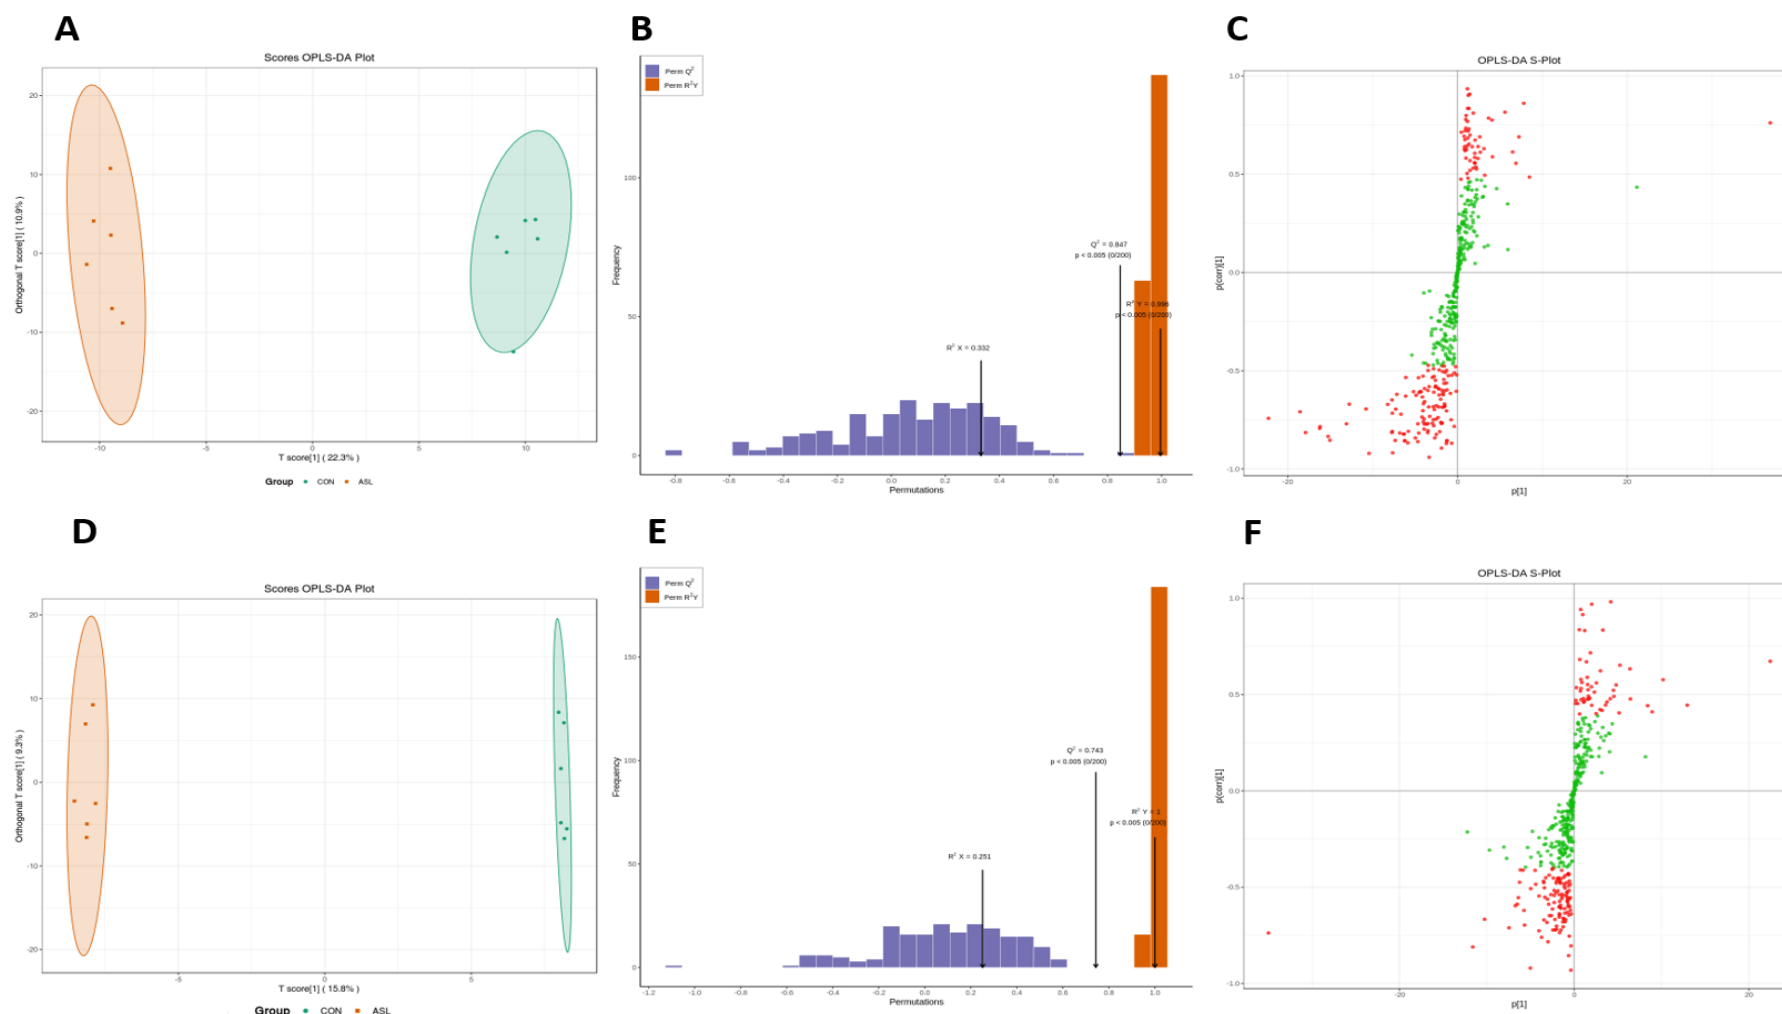 A
Scores OPLS-DA Plot
20
10
0
-10
-20
Orthogonal T score[1] ( 10.9% )
-10
-5
0
5
10
T score[1] ( 22.3% )
Group CON ASL
B
Perm Q²
Perm R²Y
100
50
0
Frequency
Q² = 0.847
p < 0.005 (0/200)
R² Y = 0.996
p < 0.005 (0/200)
R² X = 0.332
-0.8
-0.6
-0.4
-0.2
0.0
0.2
0.4
0.6
0.8
1.0
Permutations
C
OPLS-DA S-Plot
1.0
0.5
0.0
-0.5
-1.0
p(corr)[1]
-20
0
20
p[1]
D
Scores OPLS-DA Plot
20
10
0
-10
-20
Orthogonal T score[1] ( 9.3% )
-5
0
5
T score[1] ( 15.8% )
Group CON ASL
E
Perm Q²
Perm R²Y
150
100
50
0
Frequency
Q² = 0.743
p < 0.005 (0/200)
R² Y = 1
p < 0.005 (0/200)
R² X = 0.251
-1.2
-1.0
-0.8
-0.6
-0.4
-0.2
0.0
0.2
0.4
0.6
0.8
1.0
Permutations
F
OPLS-DA S-Plot
1.0
0.5
0.0
-0.5
-1.0
p(corr)[1]
-20
0
20
p[1]